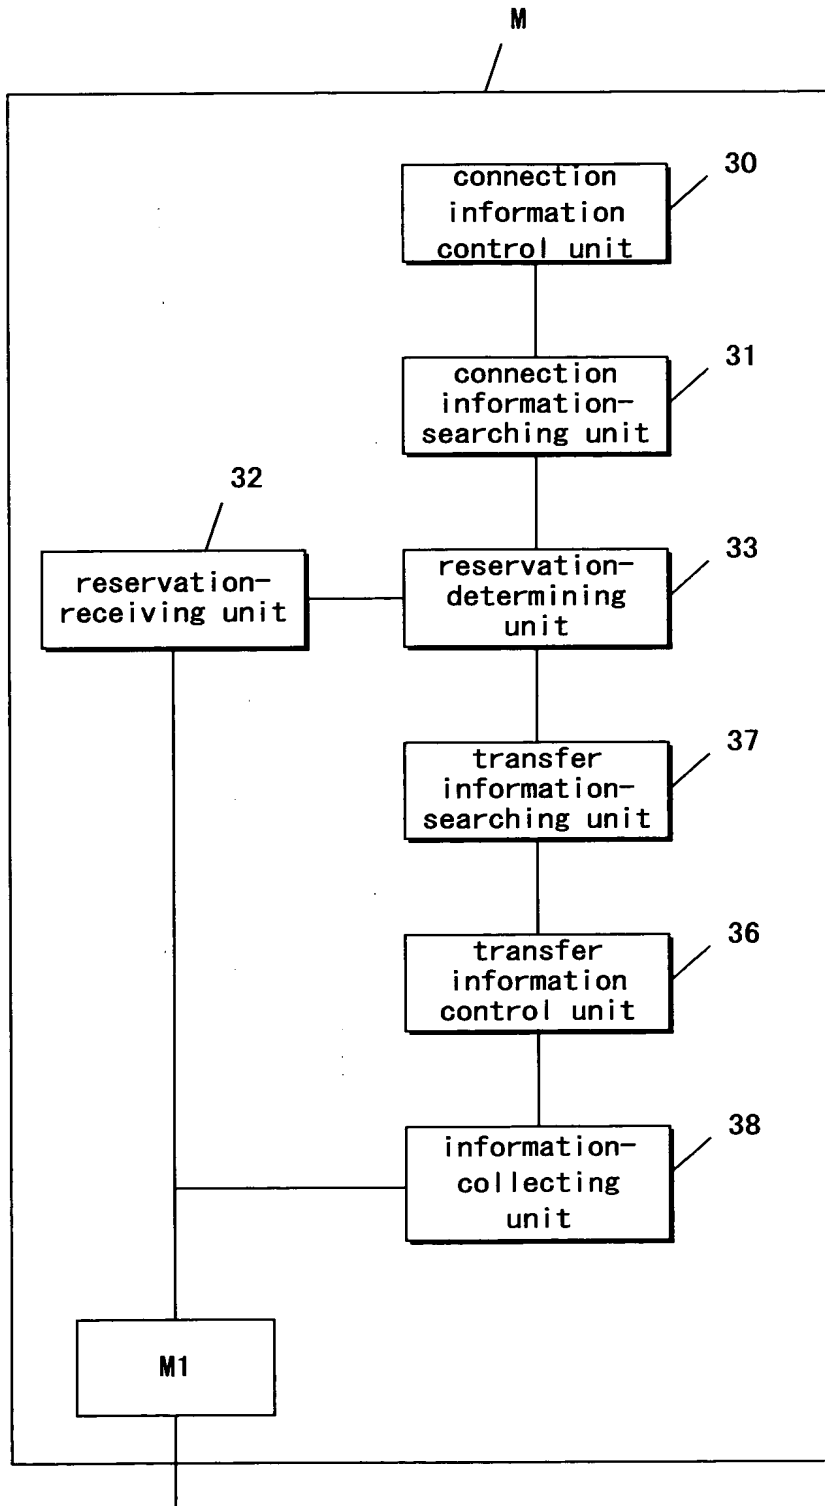 M
connection
information
control unit
30
connection
information-
searching unit
31
32
reservation-
receiving unit
reservation-
determining
unit
33
transfer
information-
searching unit
37
transfer
information
control unit
36
information-
collecting
unit
38
M1